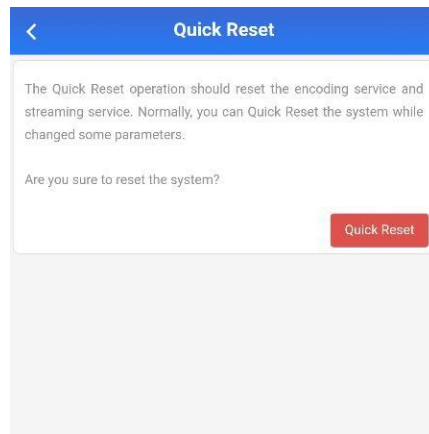 Quick Reset
The Quick Reset operation should reset the encoding service and
streaming service. Normally, you can Quick Reset the system while
changed some parameters.
Are you sure to reset the system?
Quick Reset